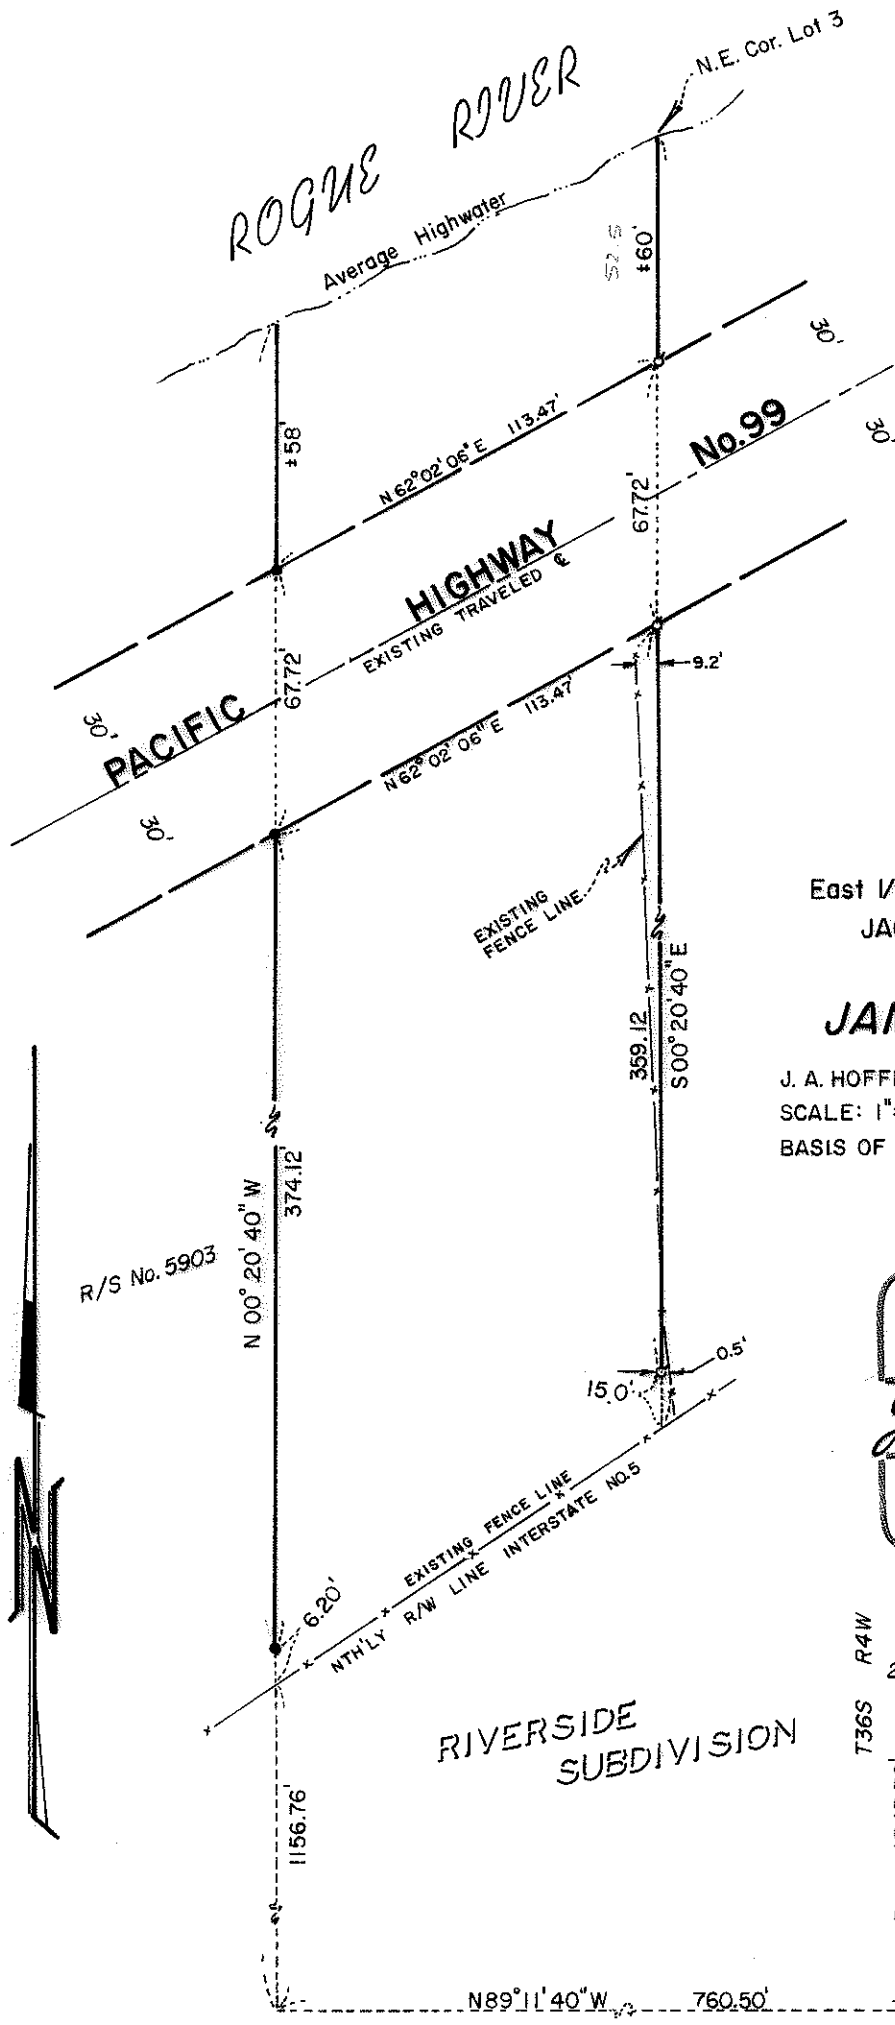 N.E. Cor. Lot 3
ROGUE RIVER
Average Highwater
52.5
±60'
±58'
30'
N 62°02'06" E 113.47'
No.99
30'
67.72'
HIGHWAY
EXISTING TRAVELED ℄
67.72'
9.2'
PACIFIC
30'
N 62°02'06" E 113.47'
30'
EXISTING
FENCE LINE
East 1/
JA
359.12
S 00°20'40" E
J. A. HOFF
SCALE: 1"=
BASIS OF
374.12'
N 00°20'40" W
R/S No. 5903
0.5'
15.0'
EXISTING FENCE LINE
NTH'LY R/W LINE INTERSTATE NO.5
6.20'
N
T36S R4W
RIVERSIDE
SUBDIVISION
1156.76'
N89°11'40"W 760.50'